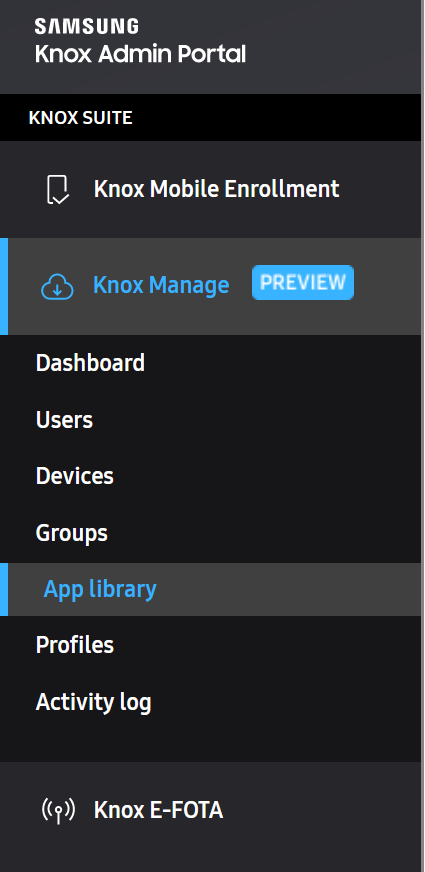 SAMSUNG
Knox Admin Portal
KNOX SUITE
Knox Mobile Enrollment
Knox Manage PREVIEW
Dashboard
Users
Devices
Groups
App library
Profiles
Activity log
Knox E-FOTA